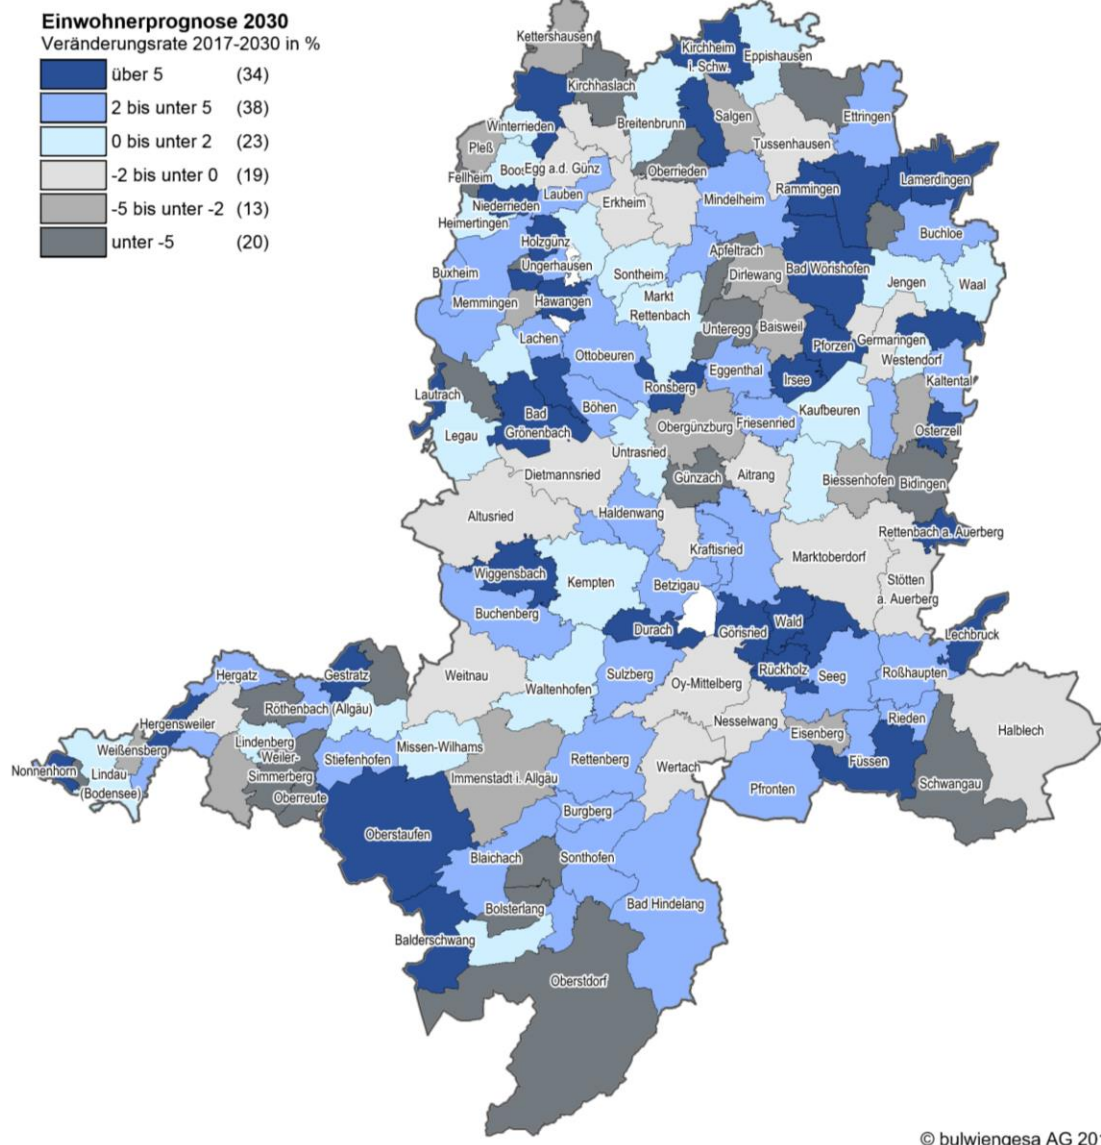 Einwohnerprognose 2030
Veränderungsrate 2017-2030 in %
über 5 (34)
2 bis unter 5 (38)
0 bis unter 2 (23)
-2 bis unter 0 (19)
-5 bis unter -2 (13)
unter -5 (20)
Kettershausen
Kirchheim
i. Schw.
Eppishausen
Kirchhaslach
Winterrieden
Breitenbrunn
Salgen
Ettringen
Pleß
Tussenhausen
Boos
Egg a.d. Günz
Oberrieden
Fellheim
Lauben
Rammingen
Lamerdingen
Niederrieden
Erkheim
Mindelheim
Heimertingen
Buchloe
Holzgünz
Apfeltrach
Buxheim
Ungerhausen
Sontheim
Dirlewang
Bad Wörishofen
Jengen
Waal
Memmingen
Hawangen
Markt
Rettenbach
Unteregg
Baisweil
Germaringen
Lachen
Pforzen
Westendorf
Ottobeuren
Eggenthal
Irsee
Kaltental
Lautrach
Ronsberg
Böhen
Kaufbeuren
Bad
Grönenbach
Friesenried
Osterzell
Legau
Obergünzburg
Untrasried
Dietmannsried
Günzach
Aitrang
Biessenhofen
Bidingen
Altusried
Haldenwang
Rettenbach a. Auerberg
Kraftisried
Marktoberdorf
Wiggensbach
Kempten
Betzigau
Stötten
a. Auerberg
Buchenberg
Durach
Görisried
Wald
Lechbruck
Hergatz
Gestratz
Weitnau
Waltenhofen
Sulzberg
Oy-Mittelberg
Rückholz
Seeg
Roßhaupten
Röthenbach (Allgäu)
Hergensweiler
Nesselwang
Rieden
Halblech
Weißensberg
Lindenberg
Missen-Wilhams
Eisenberg
Nonnenhorn
Lindau
(Bodensee)
Weiler-
Simmerberg
Stiefenhofen
Immenstadt i. Allgäu
Rettenberg
Wertach
Füssen
Schwangau
Oberreute
Pfronten
Burgberg
Oberstaufen
Blaichach
Sonthofen
Bolsterlang
Bad Hindelang
Balderschwang
Oberstdorf
© bulwiengesa AG 201